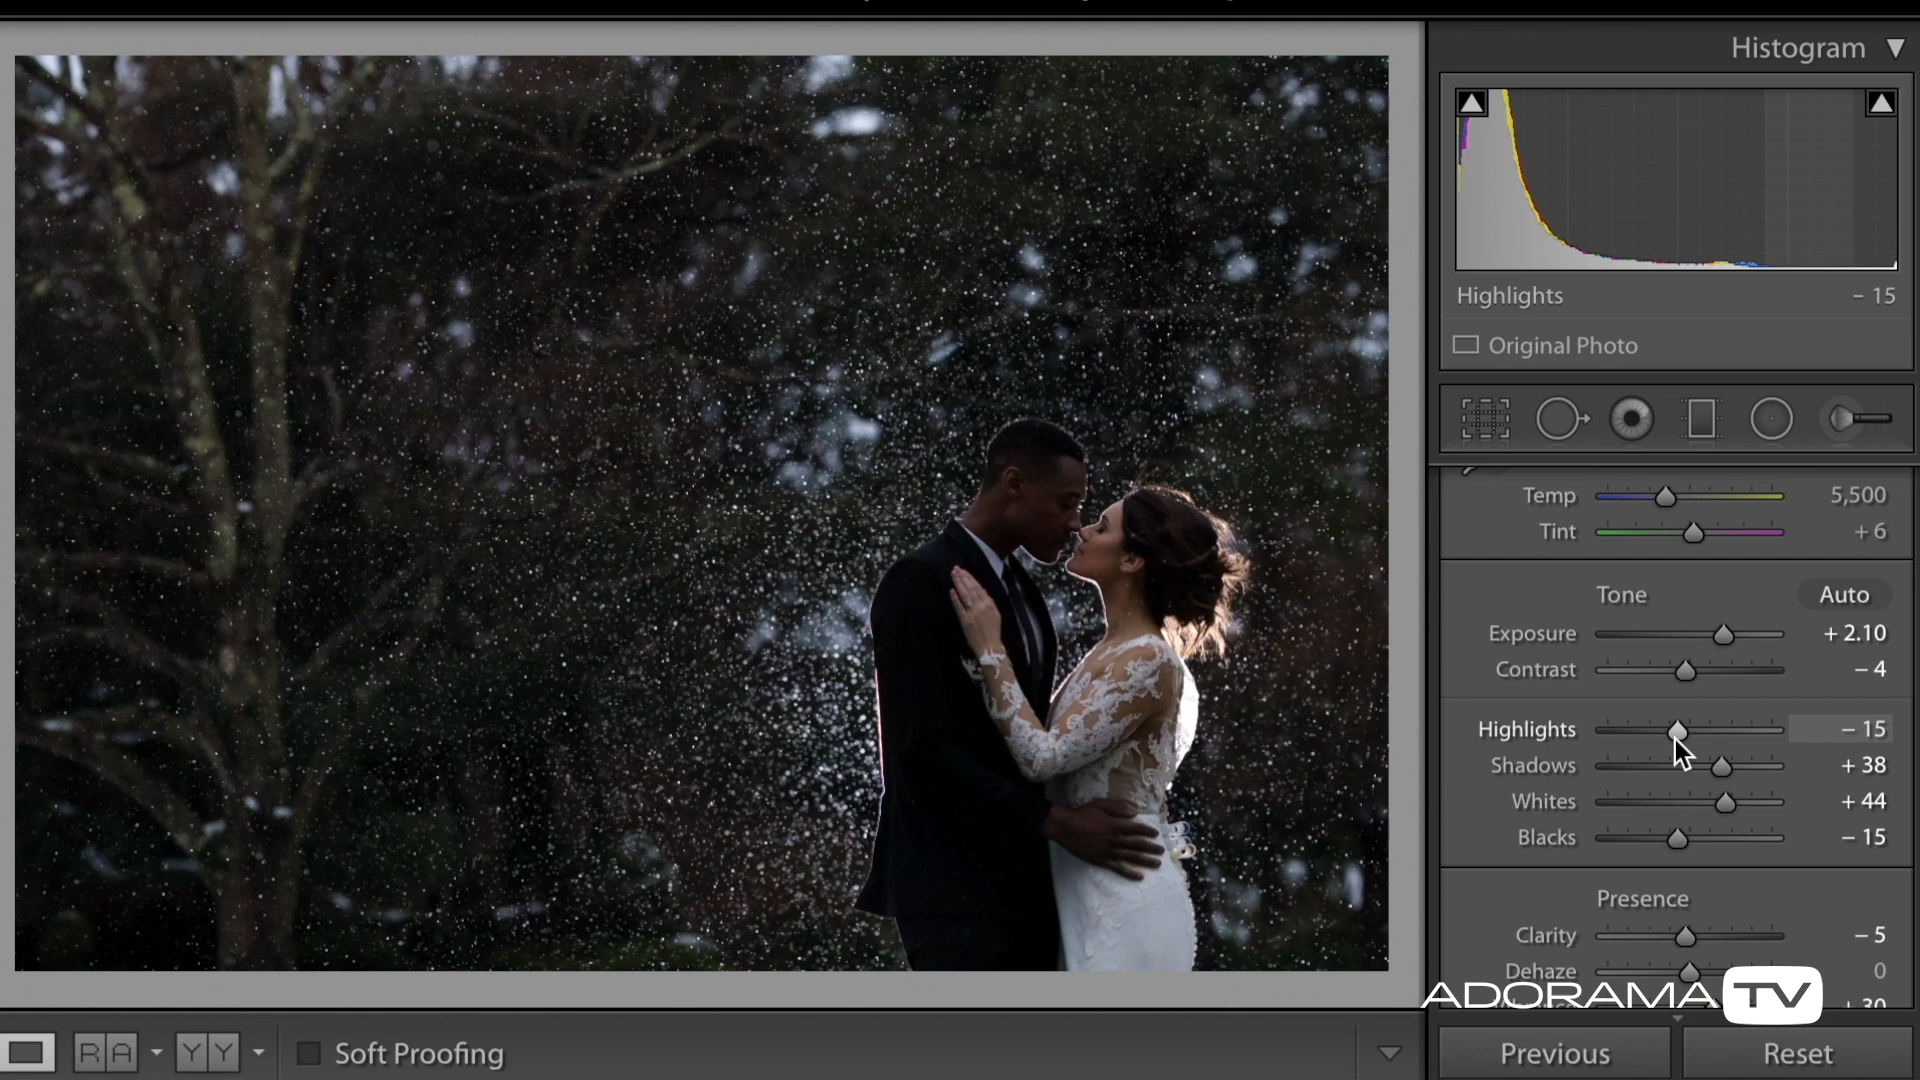 Histogram
Highlights – 15
Original Photo
Temp 5,500
Tint + 6
Tone Auto
Exposure + 2.10
Contrast – 4
Highlights – 15
Shadows + 38
Whites + 44
Blacks – 15
Presence
Clarity – 5
Dehaze 0
+ 30
ADORAMA TV
R A Y Y Soft Proofing
Previous Reset